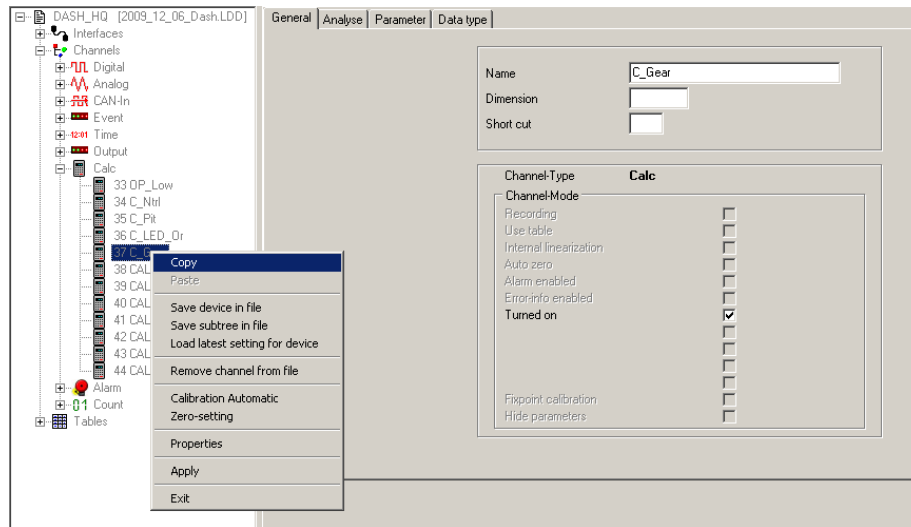 DASH_HQ [2009_12_06_Dash.LDD]
Interfaces
Channels
Digital
Analog
CAN-In
Event
12:01 Time
Output
Calc
33 OP_Low
34 C_Ntrl
35 C_Pit
36 C_LED_Or
37 C_G
38 CAL
39 CAL
40 CAL
41 CAL
42 CAL
43 CAL
44 CAL
Alarm
01 Count
Tables
Copy
Paste
Save device in file
Save subtree in file
Load latest setting for device
Remove channel from file
Calibration Automatic
Zero-setting
Properties
Apply
Exit
General Analyse Parameter Data type
Name C_Gear
Dimension
Short cut
Channel-Type Calc
Channel-Mode
Recording
Use table
Internal linearization
Auto zero
Alarm enabled
Error-info enabled
Turned on
Fixpoint calibration
Hide parameters